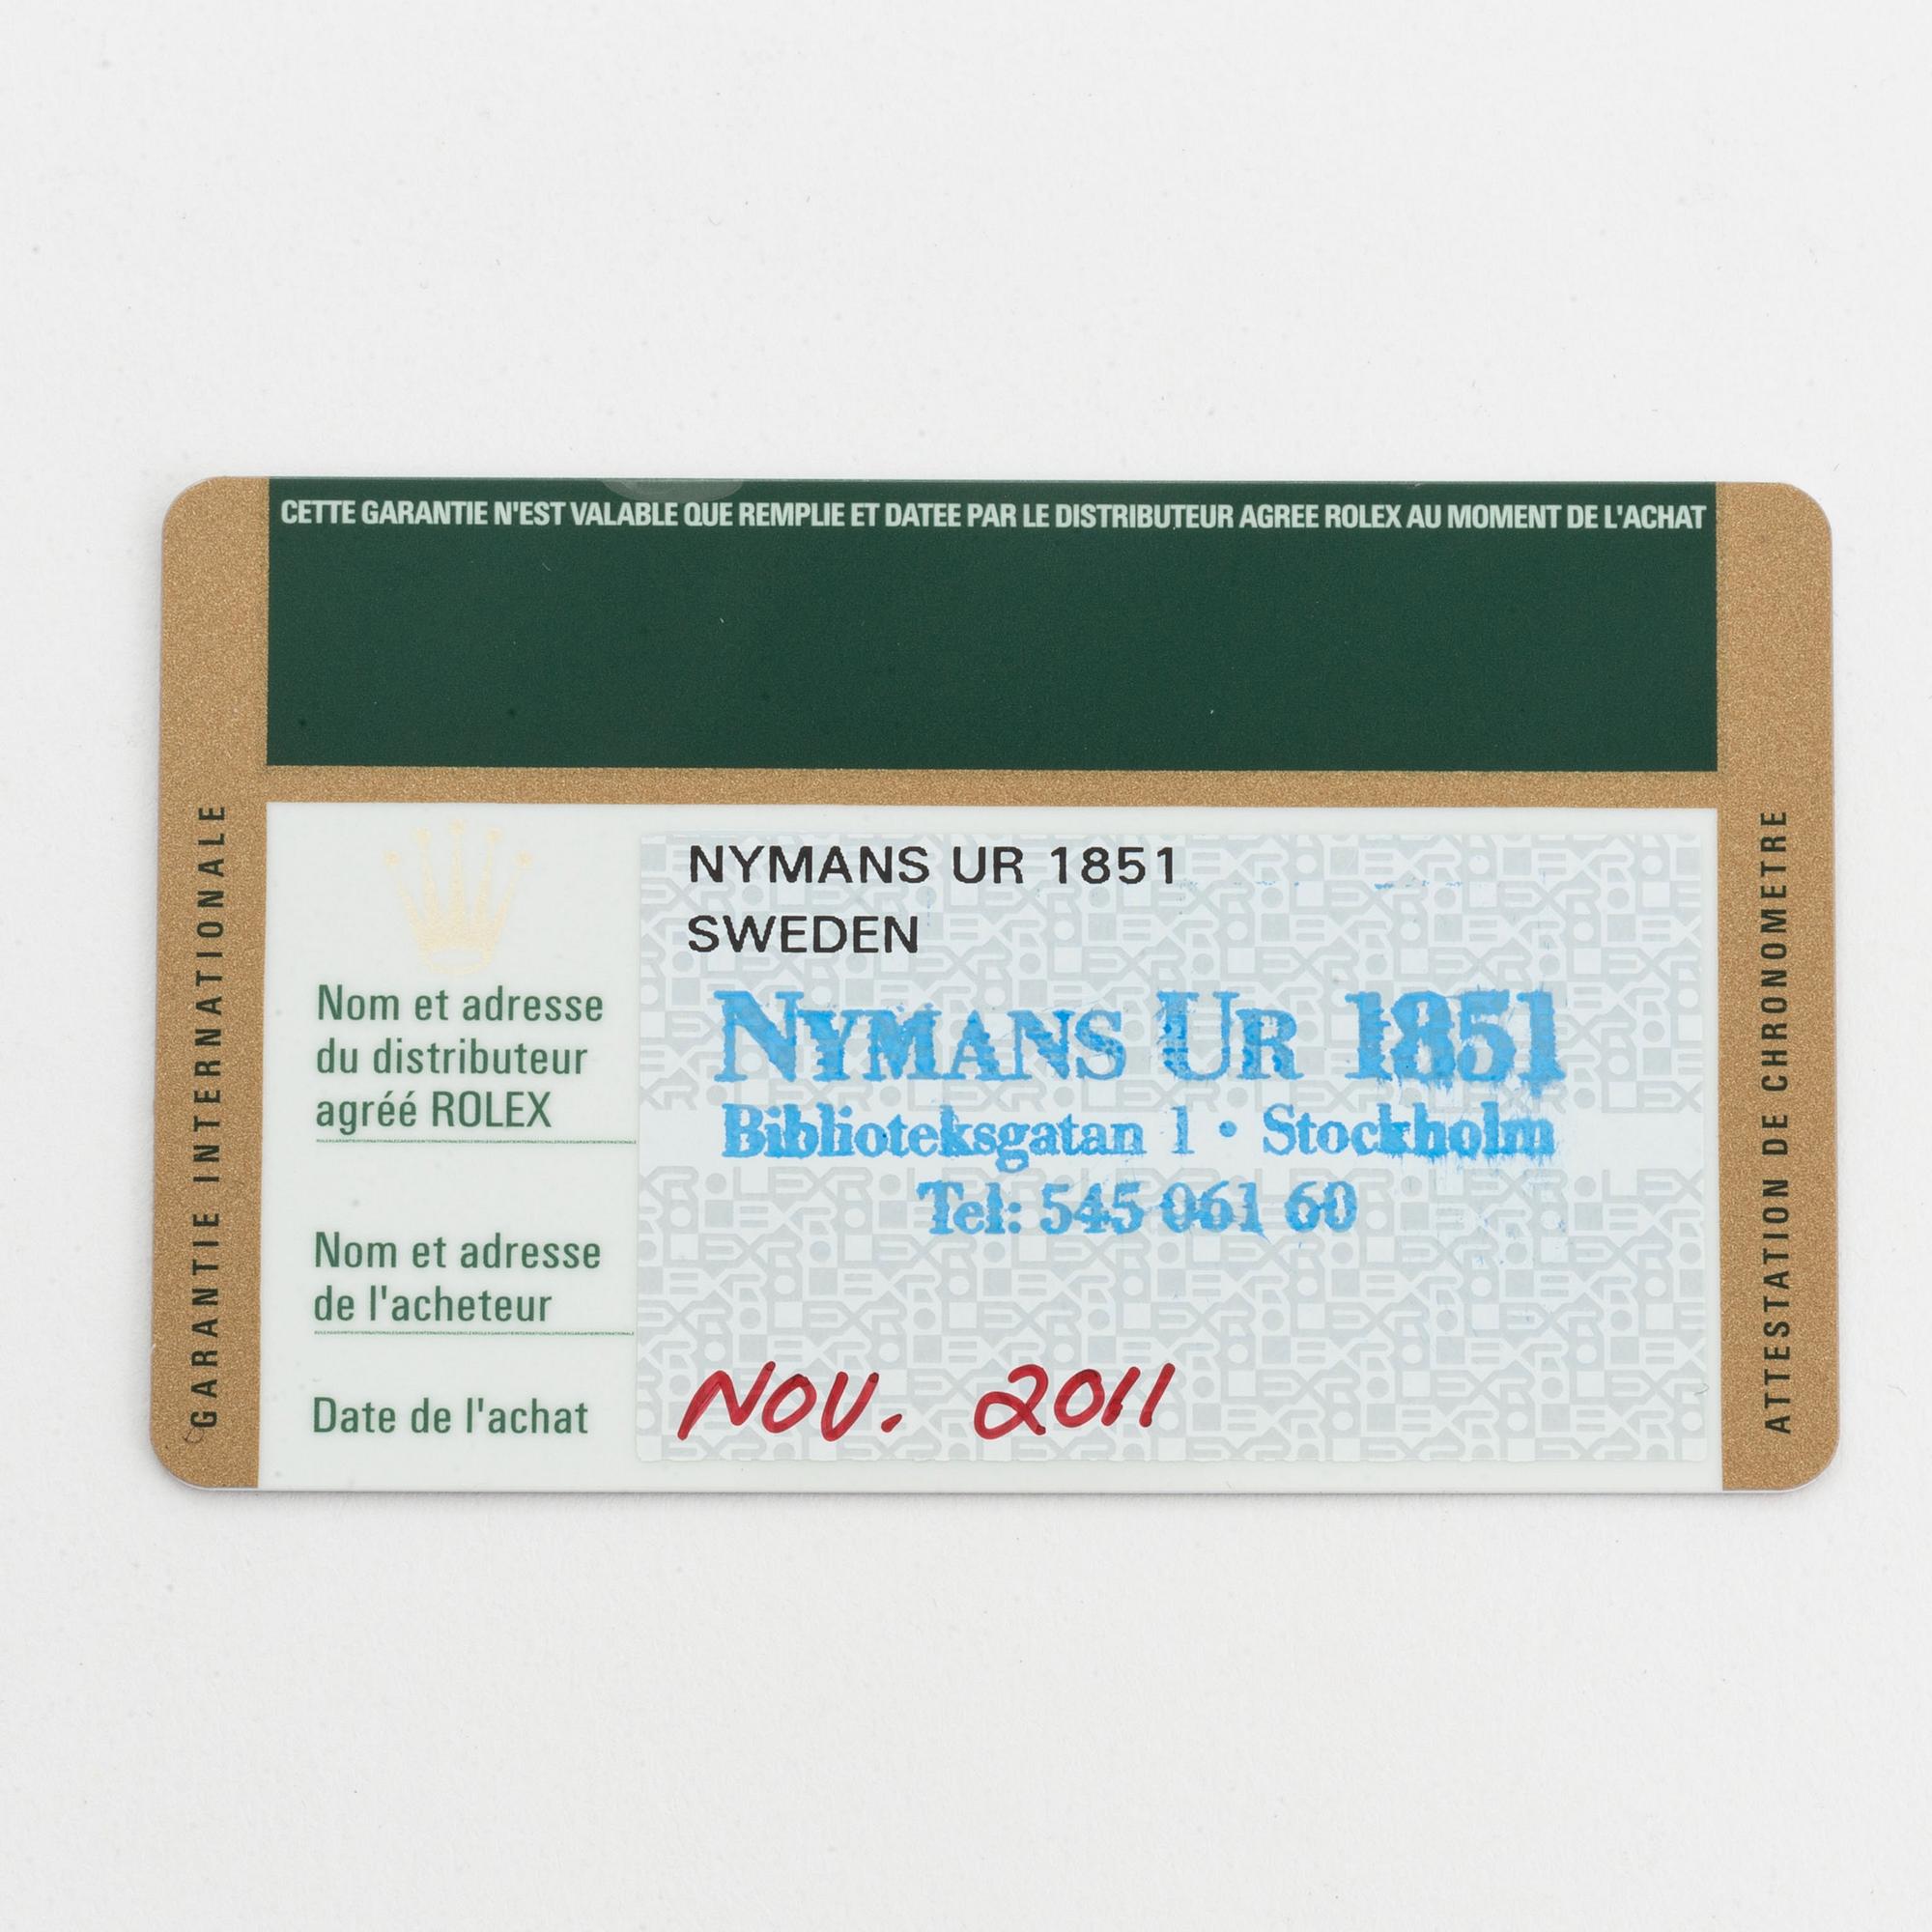 CETTE GARANTIE N'EST VALABLE QUE REMPLIE ET DATEE PAR LE DISTRIBUTEUR AGREE ROLEX AU MOMENT DE L'ACHAT
GARANTIE INTERNATIONALE
Nom et adresse
du distributeur
agréé ROLEX
NYMANS UR 1851
SWEDEN
NYMANS UR 1851
Biblioteksgatan 1 • Stockholm
Tel: 545 061 60
Nom et adresse
de l'acheteur
Date de l'achat
NOV. 2011
ATTESTATION DE CHRONOMETRE